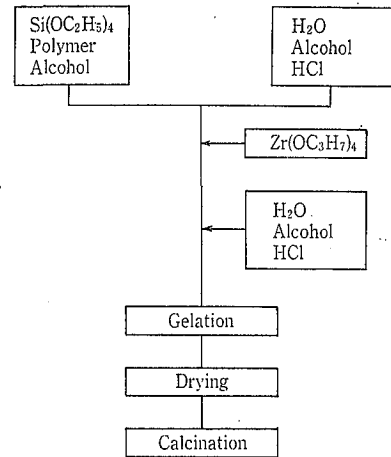 Si(OC₂H₅)₄
Polymer
Alcohol
H₂O
Alcohol
HCl
Zr(OC₃H₇)₄
H₂O
Alcohol
HCl
Gelation
Drying
Calcination